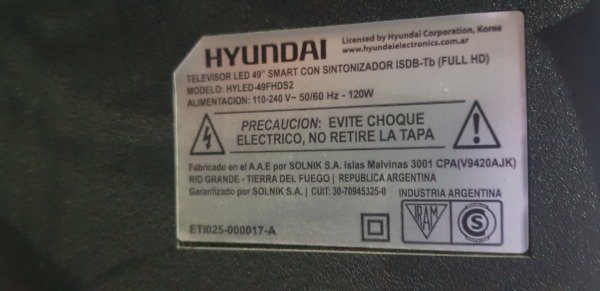 HYUNDAI
Licensed by Hyundai Corporation, Korea
www.hyundaielectronics.com.ar
TELEVISOR LED 49" SMART CON SINTONIZADOR ISDB-Tb (FULL HD)
MODELO: HYLED-49FHDS2
ALIMENTACION: 110-240 V~ 50/60 Hz - 120W
PRECAUCION: EVITE CHOQUE
ELECTRICO, NO RETIRE LA TAPA
Fabricado en el A.A.E por SOLNIK S.A. Islas Malvinas 3001 CPA(V9420AJK)
RIO GRANDE - TIERRA DEL FUEGO | REPUBLICA ARGENTINA
Garantizado por SOLNIK S.A. | CUIT: 30-70945325-0
INDUSTRIA ARGENTINA
IRAM
S
ETI025-000017-A